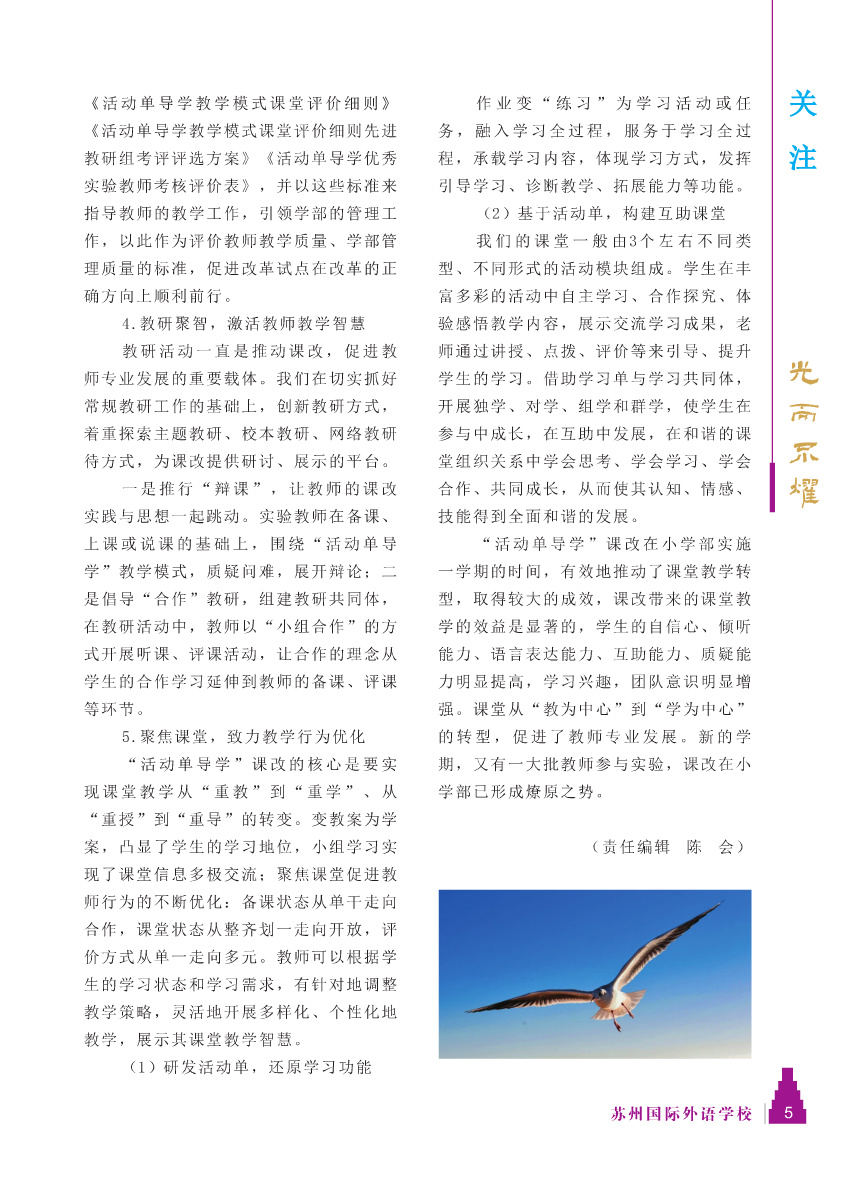 《活动单导学教学模式课堂评价细则》
《活动单导学教学模式课堂评价细则先进
教研组考评评选方案》《活动单导学优秀
实验教师考核评价表》，并以这些标准来
指导教师的教学工作，引领学部的管理工
作，以此作为评价教师教学质量、学部管
理质量的标准，促进改革试点在改革的正
确方向上顺利前行。
4.教研聚智，激活教师教学智慧
教研活动一直是推动课改，促进教
师专业发展的重要载体。我们在切实抓好
常规教研工作的基础上，创新教研方式，
着重探索主题教研、校本教研、网络教研
待方式，为课改提供研讨、展示的平台。
一是推行“辩课”，让教师的课改
实践与思想一起跳动。实验教师在备课、
上课或说课的基础上，围绕“活动单导
学”教学模式，质疑问难，展开辩论；二
是倡导“合作”教研，组建教研共同体，
在教研活动中，教师以“小组合作”的方
式开展听课、评课活动，让合作的理念从
学生的合作学习延伸到教师的备课、评课
等环节。
5.聚焦课堂，致力教学行为优化
“活动单导学”课改的核心是要实
现课堂教学从“重教”到“重学”、从
“重授”到“重导”的转变。变教案为学
案，凸显了学生的学习地位，小组学习实
现了课堂信息多极交流；聚焦课堂促进教
师行为的不断优化：备课状态从单干走向
合作，课堂状态从整齐划一走向开放，评
价方式从单一走向多元。教师可以根据学
生的学习状态和学习需求，有针对地调整
教学策略，灵活地开展多样化、个性化地
教学，展示其课堂教学智慧。
（1）研发活动单，还原学习功能
作业变“练习”为学习活动或任
务，融入学习全过程，服务于学习全过
程，承载学习内容，体现学习方式，发挥
引导学习、诊断教学、拓展能力等功能。
（2）基于活动单，构建互助课堂
我们的课堂一般由3个左右不同类
型、不同形式的活动模块组成。学生在丰
富多彩的活动中自主学习、合作探究、体
验感悟教学内容，展示交流学习成果，老
师通过讲授、点拨、评价等来引导、提升
学生的学习。借助学习单与学习共同体，
开展独学、对学、组学和群学，使学生在
参与中成长，在互助中发展，在和谐的课
堂组织关系中学会思考、学会学习、学会
合作、共同成长，从而使其认知、情感、
技能得到全面和谐的发展。
“活动单导学”课改在小学部实施
一学期的时间，有效地推动了课堂教学转
型，取得较大的成效，课改带来的课堂教
学的效益是显著的，学生的自信心、倾听
能力、语言表达能力、互助能力、质疑能
力明显提高，学习兴趣，团队意识明显增
强。课堂从“教为中心”到“学为中心”
的转型，促进了教师专业发展。新的学
期，又有一大批教师参与实验，课改在小
学部已形成燎原之势。
（责任编辑 陈 会）
关
注
光
而
不
耀
苏州国际外语学校
5